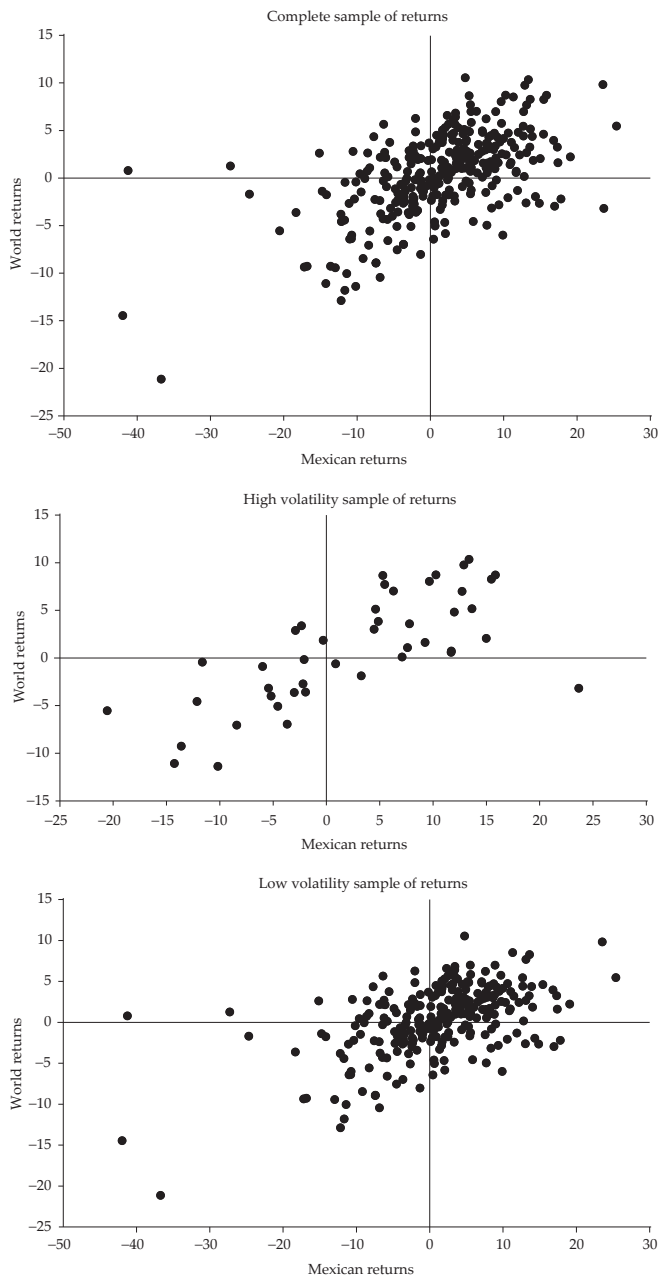 Complete sample of returns
15
10
5
0
−5
−10
−15
−20
−25
World returns
−50 −40 −30 −20 −10 0 10 20 30
Mexican returns
High volatility sample of returns
15
10
5
0
−5
−10
−15
World returns
−25 −20 −15 −10 −5 0 5 10 15 20 25 30
Mexican returns
Low volatility sample of returns
15
10
5
0
−5
−10
−15
−20
−25
World returns
−50 −40 −30 −20 −10 0 10 20 30
Mexican returns